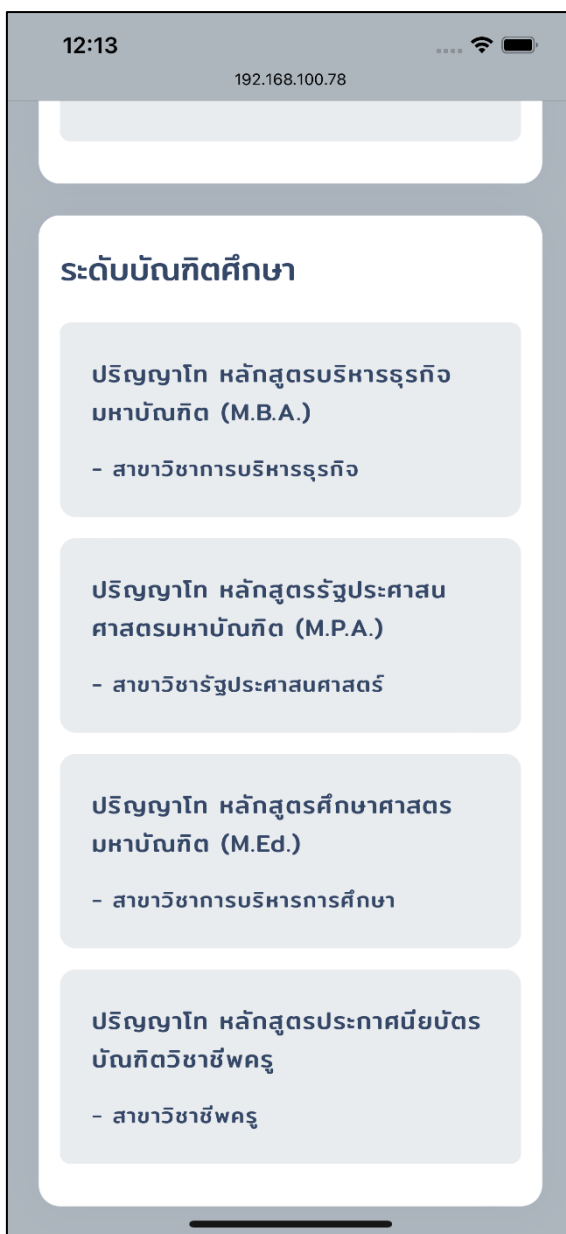 12:13
192.168.100.78
ระดับบัณฑิตศึกษา
ปริญญาโท หลักสูตรบริหารธุรกิจ
มหาบัณฑิต (M.B.A.)
- สาขาวิชาการบริหารธุรกิจ
ปริญญาโท หลักสูตรรัฐประศาสน
ศาสตรมหาบัณฑิต (M.P.A.)
- สาขาวิชารัฐประศาสนศาสตร์
ปริญญาโท หลักสูตรศึกษาศาสตร
มหาบัณฑิต (M.Ed.)
- สาขาวิชาการบริหารการศึกษา
ปริญญาโท หลักสูตรประกาศนียบัตร
บัณฑิตวิชาชีพครู
- สาขาวิชาชีพครู